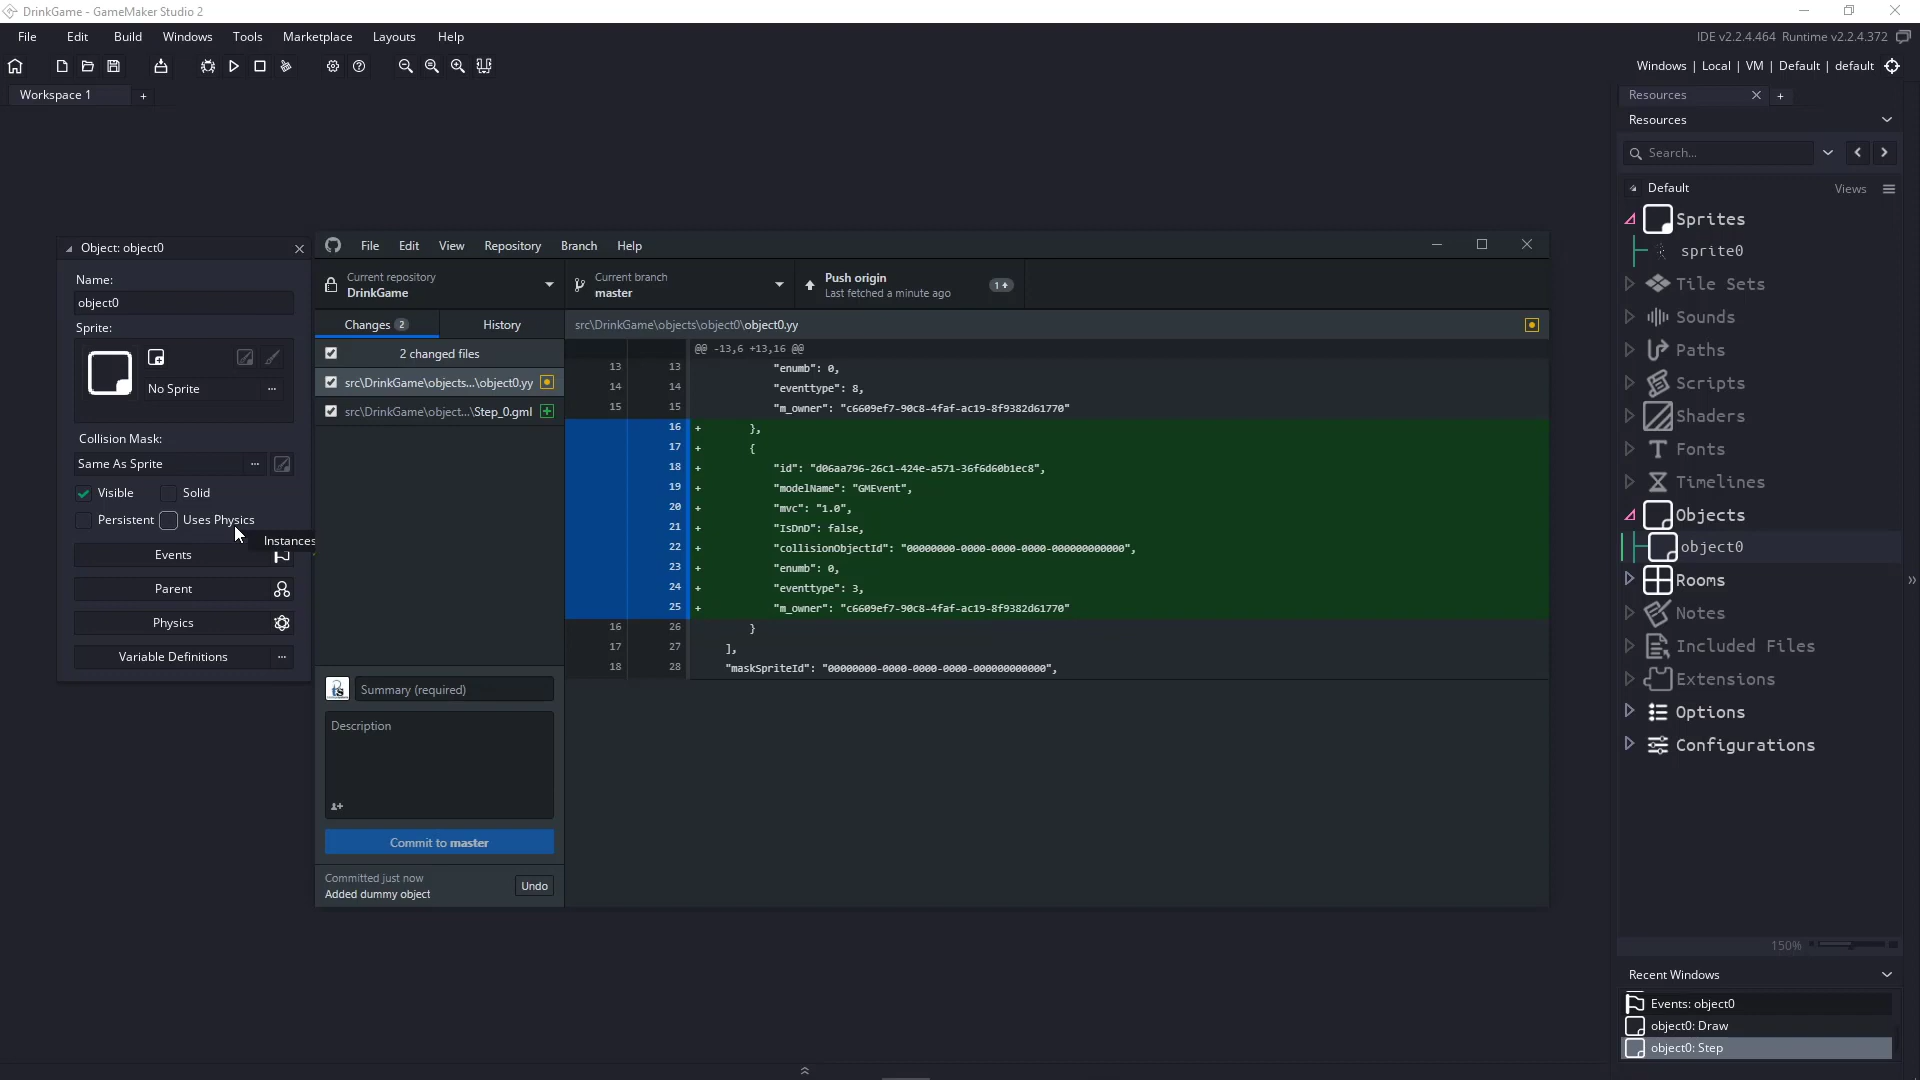 DrinkGame - GameMaker Studio 2
File Edit Build Windows Tools Marketplace Layouts Help
IDE v2.2.4.464 Runtime v2.2.4.372
Windows | Local | VM | Default | default
Workspace 1 +
Object: object0
Name:
object0
Sprite:
No Sprite
Collision Mask:
Same As Sprite
Visible Solid
Persistent Uses Physics
Instances
Events
Parent
Physics
Variable Definitions
File Edit View Repository Branch Help
Current repository
DrinkGame
Current branch
master
Push origin
Last fetched a minute ago
1
Changes 2 History
2 changed files
src\DrinkGame\objects...\object0.yy
src\DrinkGame\object...\Step_0.gml
src\DrinkGame\objects\object0\object0.yy
@@ -13,6 +13,16 @@
13 13 "enumb": 0,
14 14 "eventtype": 8,
15 15 "m_owner": "c6609ef7-90c8-4faf-ac19-8f9382d61770"
16 + },
17 + {
18 + "id": "d06aa796-26c1-424e-a571-36f6d60b1ec8",
19 + "modelName": "GMEvent",
20 + "mvc": "1.0",
21 + "IsDnD": false,
22 + "collisionObjectId": "00000000-0000-0000-0000-000000000000",
23 + "enumb": 0,
24 + "eventtype": 3,
25 + "m_owner": "c6609ef7-90c8-4faf-ac19-8f9382d61770"
16 26 }
17 27 ],
18 28 "maskSpriteId": "00000000-0000-0000-0000-000000000000",
ts
Summary (required)
Description
Commit to master
Committed just now
Added dummy object
Undo
Resources +
Resources
Search...
Default Views
Sprites
sprite0
Tile Sets
Sounds
Paths
Scripts
Shaders
Fonts
Timelines
Objects
object0
Rooms
Notes
Included Files
Extensions
Options
Configurations
150%
Recent Windows
Events: object0
object0: Draw
object0: Step